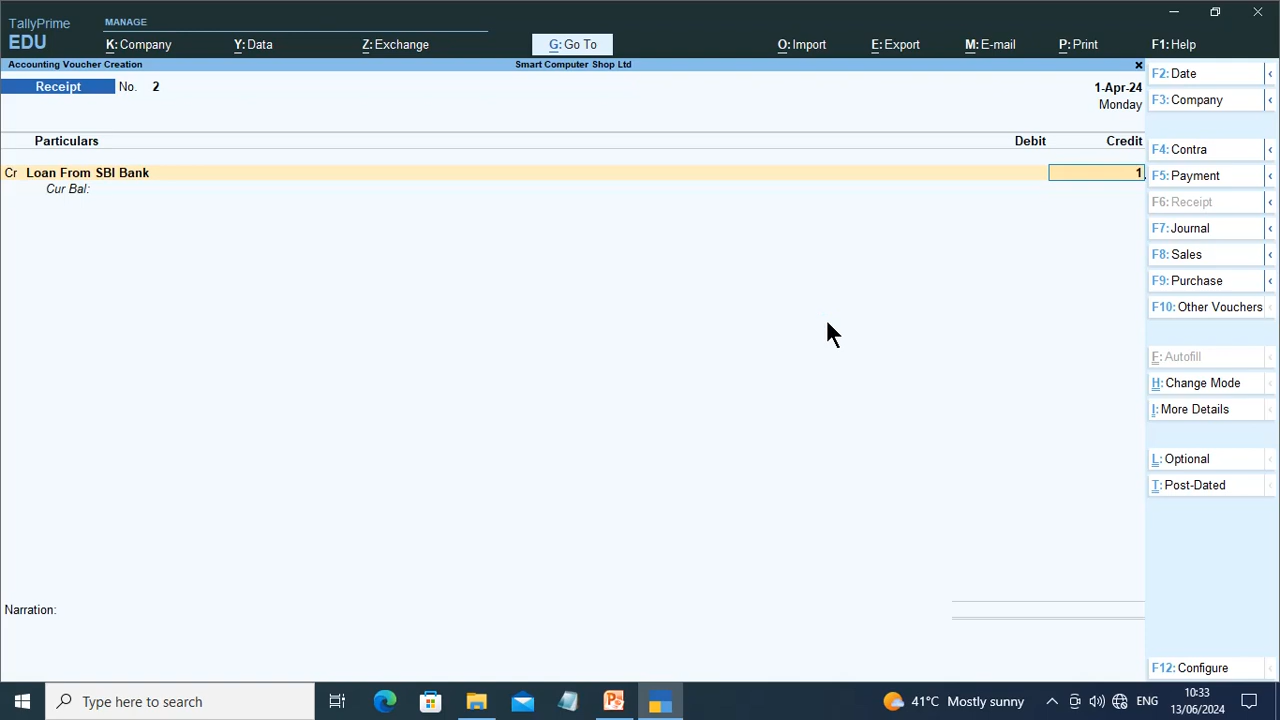 TallyPrime
EDU
MANAGE
K: Company
Y: Data
Z: Exchange
G: Go To
O: Import
E: Export
M: E-mail
P: Print
F1: Help
Accounting Voucher Creation
Smart Computer Shop Ltd
Receipt No. 2
1-Apr-24
Monday
Particulars
Debit
Credit
Cr Loan From SBI Bank
1
Cur Bal:
Narration:
F2: Date
F3: Company
F4: Contra
F5: Payment
F6: Receipt
F7: Journal
F8: Sales
F9: Purchase
F10: Other Vouchers
F: Autofill
H: Change Mode
I: More Details
L: Optional
T: Post-Dated
F12: Configure
Type here to search
41°C Mostly sunny
ENG
10:33
13/06/2024